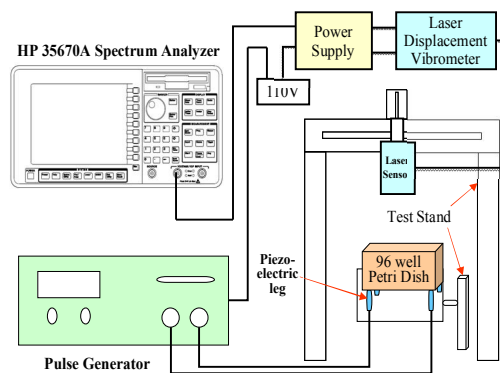 HP 35670A Spectrum Analyzer
Power
Supply
Laser
Displacement
Vibrometer
110V
Laser
Senso
Test Stand
96 well
Petri Dish
Piezo-
electric
leg
Pulse Generator